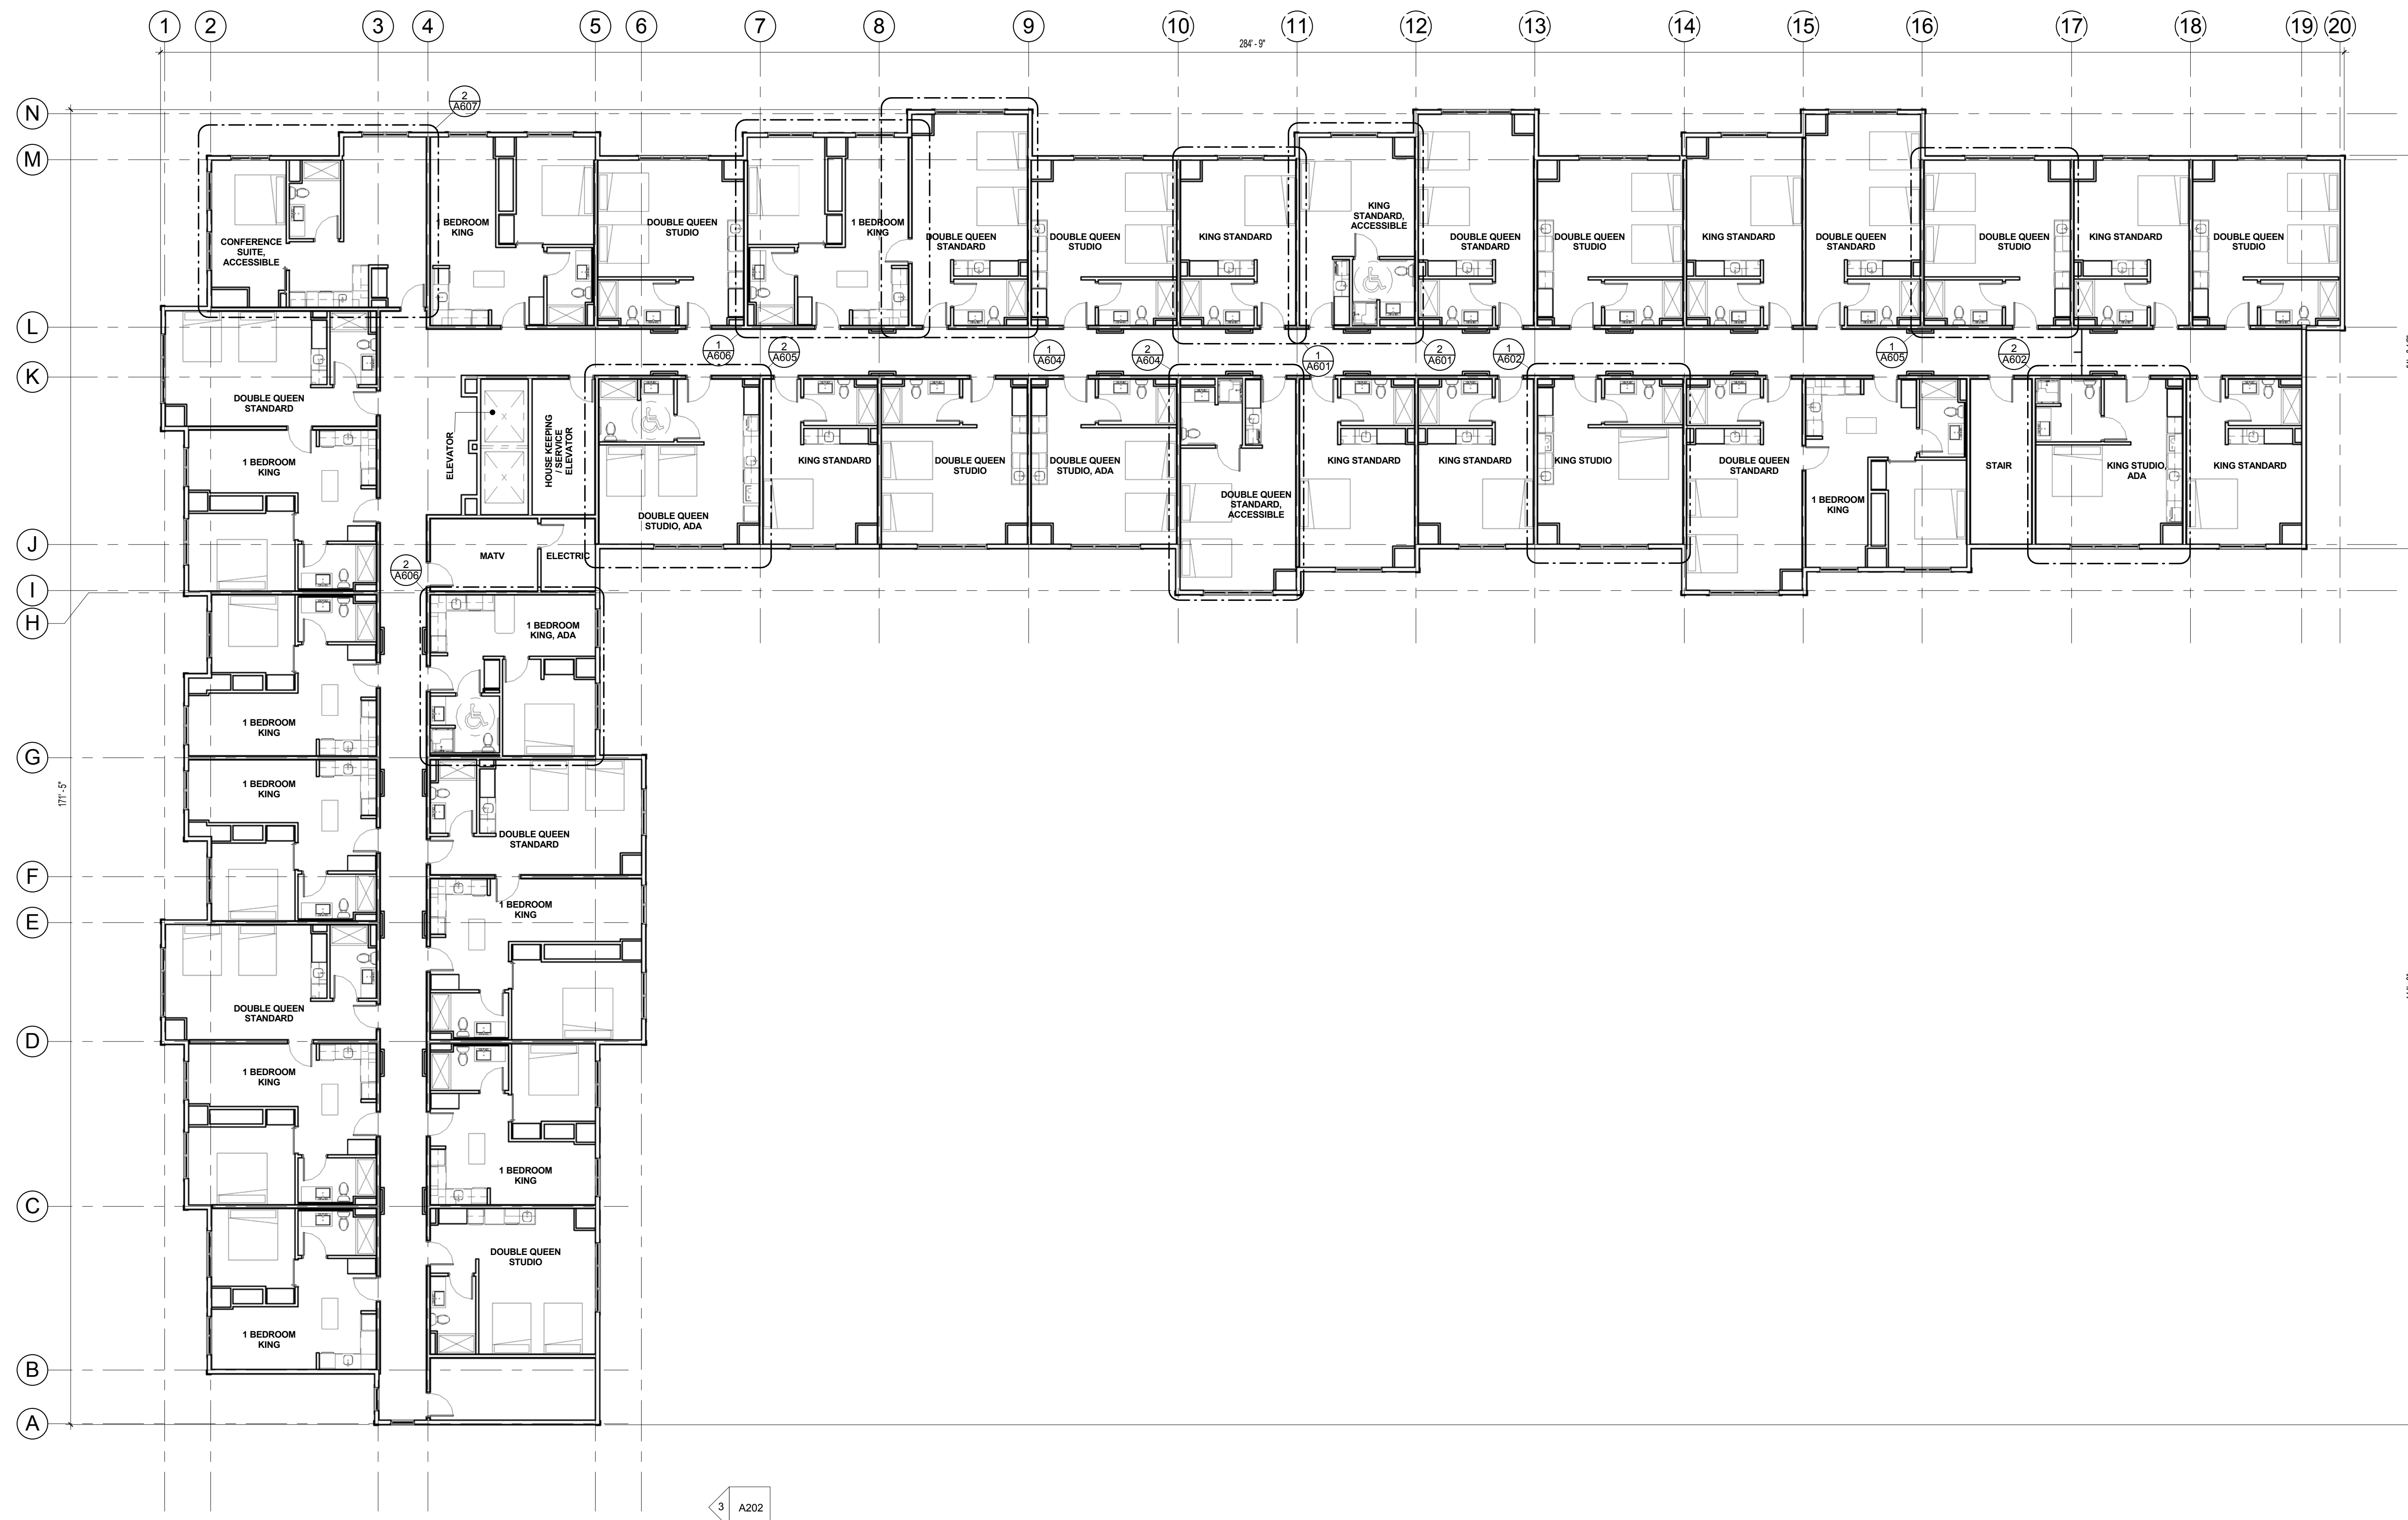 1 2 3 4 5 6 7 8 9 10 11 12 13 14 15 16 17 18 19 20
284' - 9"
N
2
A607
M
CONFERENCE
SUITE,
ACCESSIBLE
1 BEDROOM
KING
DOUBLE QUEEN
STUDIO
1 BEDROOM
KING
DOUBLE QUEEN
STANDARD
DOUBLE QUEEN
STUDIO
KING STANDARD
KING
STANDARD,
ACCESSIBLE
DOUBLE QUEEN
STANDARD
DOUBLE QUEEN
STUDIO
KING STANDARD
DOUBLE QUEEN
STANDARD
DOUBLE QUEEN
STUDIO
KING STANDARD
DOUBLE QUEEN
STUDIO
L
1
A606
2
A605
1
A604
2
A604
1
A601
2
A601
1
A602
1
A605
2
A602
K
DOUBLE QUEEN
STANDARD
1 BEDROOM
KING
ELEVATOR
HOUSE KEEPING
/ SERVICE
ELEVATOR
DOUBLE QUEEN
STUDIO, ADA
KING STANDARD
DOUBLE QUEEN
STUDIO
DOUBLE QUEEN
STUDIO, ADA
DOUBLE QUEEN
STANDARD,
ACCESSIBLE
KING STANDARD
KING STANDARD
KING STUDIO
DOUBLE QUEEN
STANDARD
1 BEDROOM
KING
STAIR
KING STUDIO,
ADA
KING STANDARD
J
MATV
ELECTRIC
2
A606
I
H
1 BEDROOM
KING, ADA
1 BEDROOM
KING
G
171' - 5"
1 BEDROOM
KING
DOUBLE QUEEN
STANDARD
F
1 BEDROOM
KING
E
DOUBLE QUEEN
STANDARD
D
1 BEDROOM
KING
1 BEDROOM
KING
C
DOUBLE QUEEN
STUDIO
1 BEDROOM
KING
B
A
3
A202